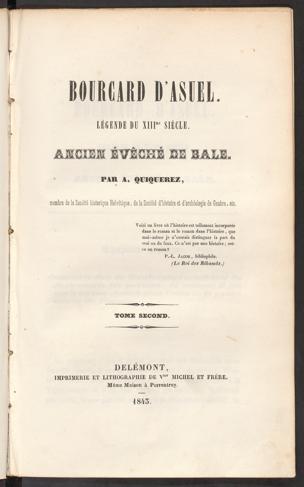 BOURCARD D'ASUEL.
LÉGENDE DU XIIIme SIÈCLE.
ANCIEN ÉVÊCHÉ DE BALE.
PAR A. QUIQUEREZ,
membre de la Société historique Helvétique, de la Société d'histoire et d'archéologie de Genève, etc.
Voici un livre où l'histoire est tellement incorporée
dans le roman et le roman dans l'histoire, que
moi-même je n'oserais distinguer la part du
vrai ou du faux. Ce n'est pas une histoire; est-
ce un roman?
P.-L. JACOB, bibliophile.
(Le Roi des Ribauds.)
TOME SECOND.
DELÉMONT,
IMPRIMERIE ET LITHOGRAPHIE DE Vor MICHEL ET FRÈRE.
Même Maison à Porrentruy.
1843.